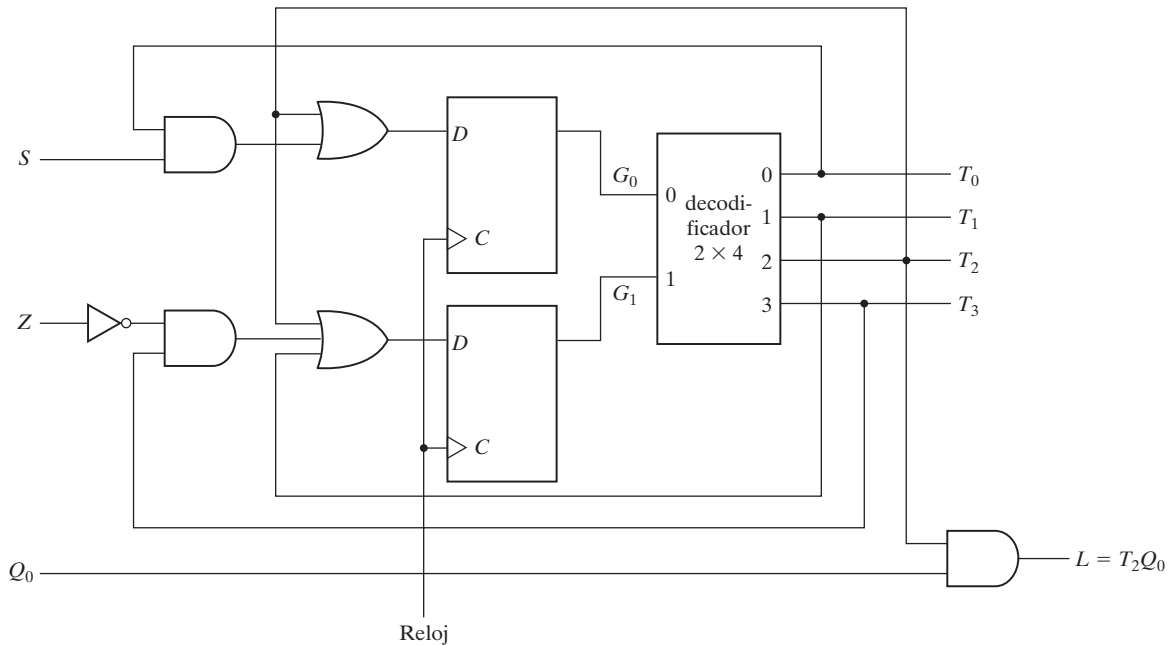 S
Z
Q₀
D
C
D
C
G₀
G₁
0
1
decodi-
ficador
2 × 4
0
1
2
3
T₀
T₁
T₂
T₃
L = T₂Q₀
Reloj